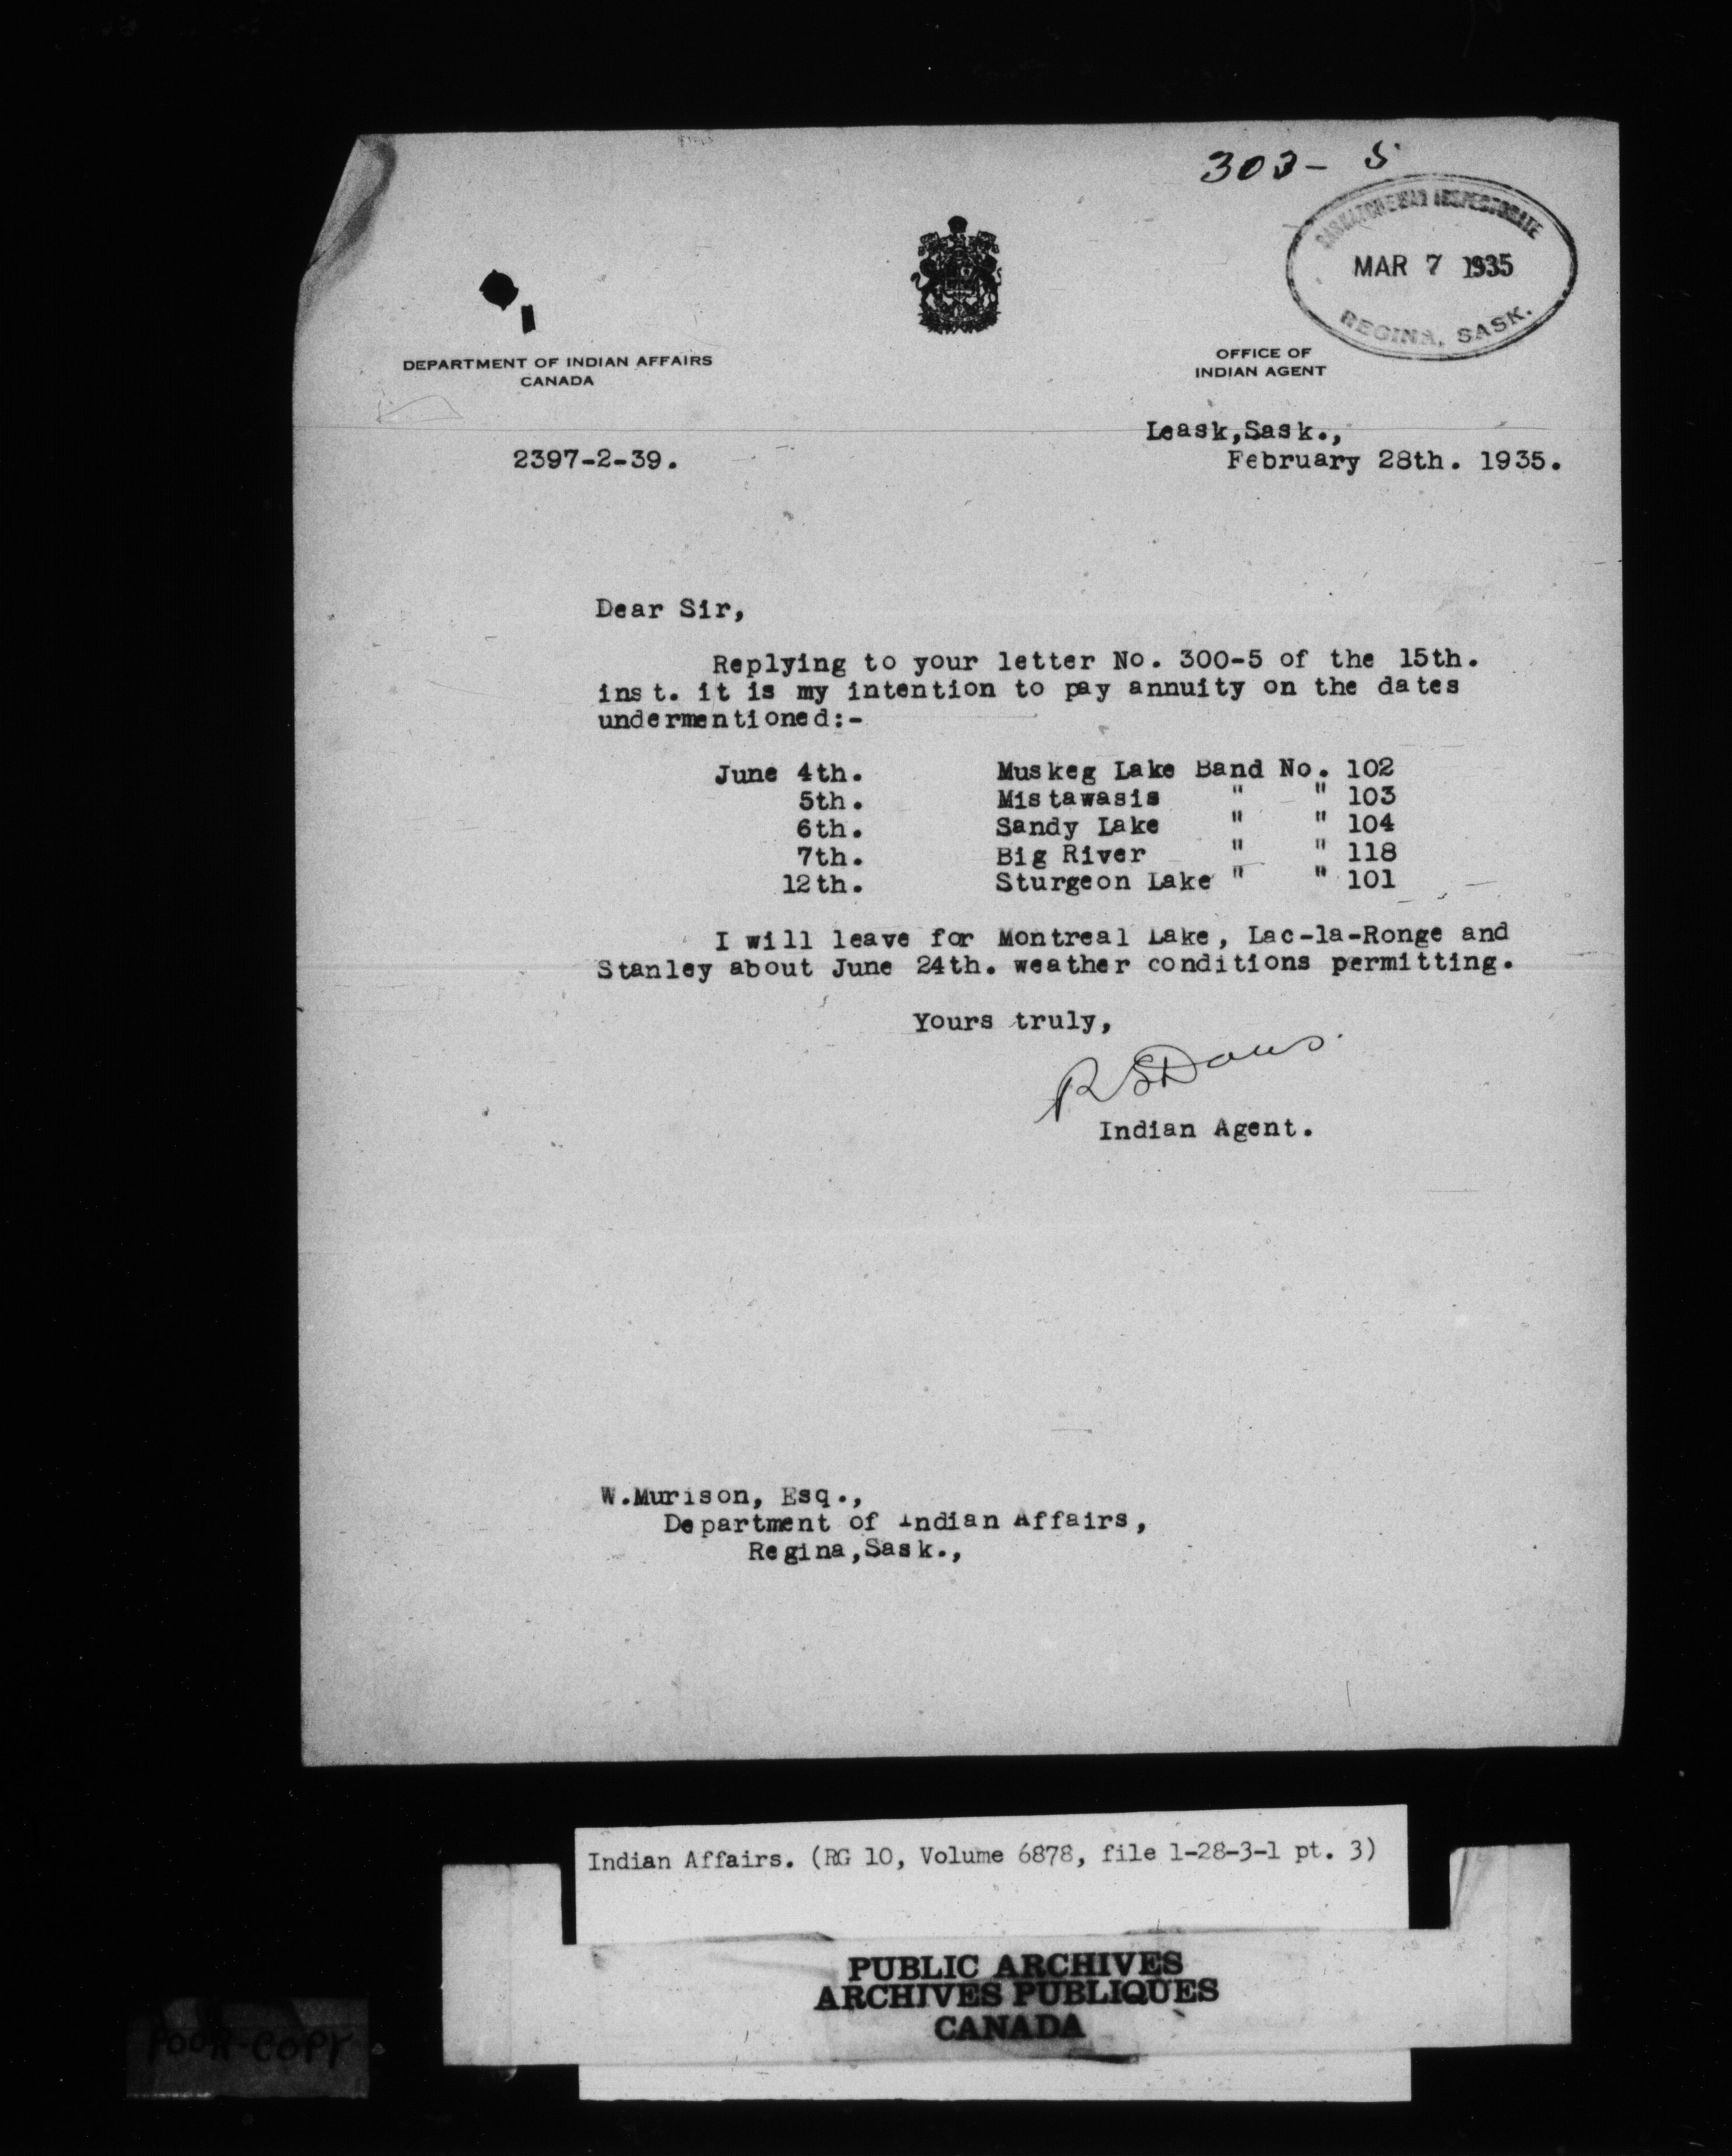 303- 5
SASKATCHEWAN INSPECTORATE
MAR 7 1935
REGINA, SASK.
DEPARTMENT OF INDIAN AFFAIRS
CANADA
OFFICE OF
INDIAN AGENT
Leask,Sask.,
2397-2-39.
February 28th. 1935.
Dear Sir,
Replying to your letter No. 300-5 of the 15th.
inst. it is my intention to pay annuity on the dates
undermentioned:-
June 4th. Muskeg Lake Band No. 102
5th. Mistawasis " " 103
6th. Sandy Lake " " 104
7th. Big River " " 118
12th. Sturgeon Lake " " 101
I will leave for Montreal Lake, Lac-la-Ronge and
Stanley about June 24th. weather conditions permitting.
Yours truly,
R S Davis.
Indian Agent.
W.Murison, Esq.,
Department of Indian Affairs,
Regina,Sask.,
Indian Affairs. (RG 10, Volume 6878, file 1-28-3-1 pt. 3)
PUBLIC ARCHIVES
ARCHIVES PUBLIQUES
CANADA
POOR COPY